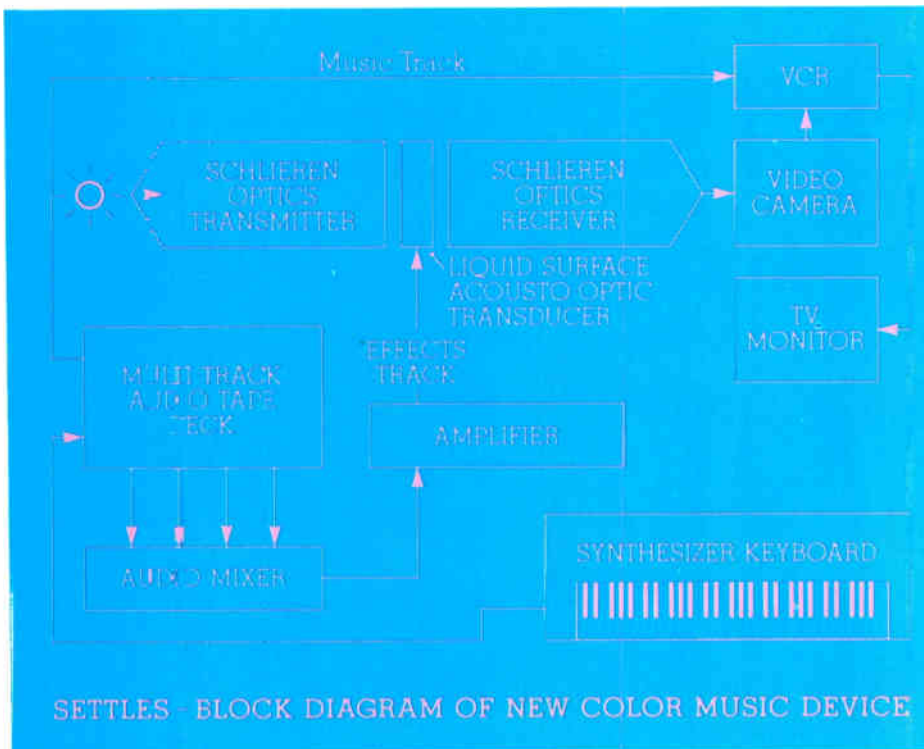 Music Track
VCR
SCHLIEREN
OPTICS
TRANSMITTER
SCHLIEREN
OPTICS
RECEIVER
VIDEO
CAMERA
LIQUID SURFACE
ACOUSTO OPTIC
TRANSDUCER
TV
MONITOR
EFFECTS
TRACK
MULTI TRACK
AUDIO TAPE
DECK
AMPLIFIER
AUDIO MIXER
SYNTHESIZER KEYBOARD
SETTLES - BLOCK DIAGRAM OF NEW COLOR MUSIC DEVICE